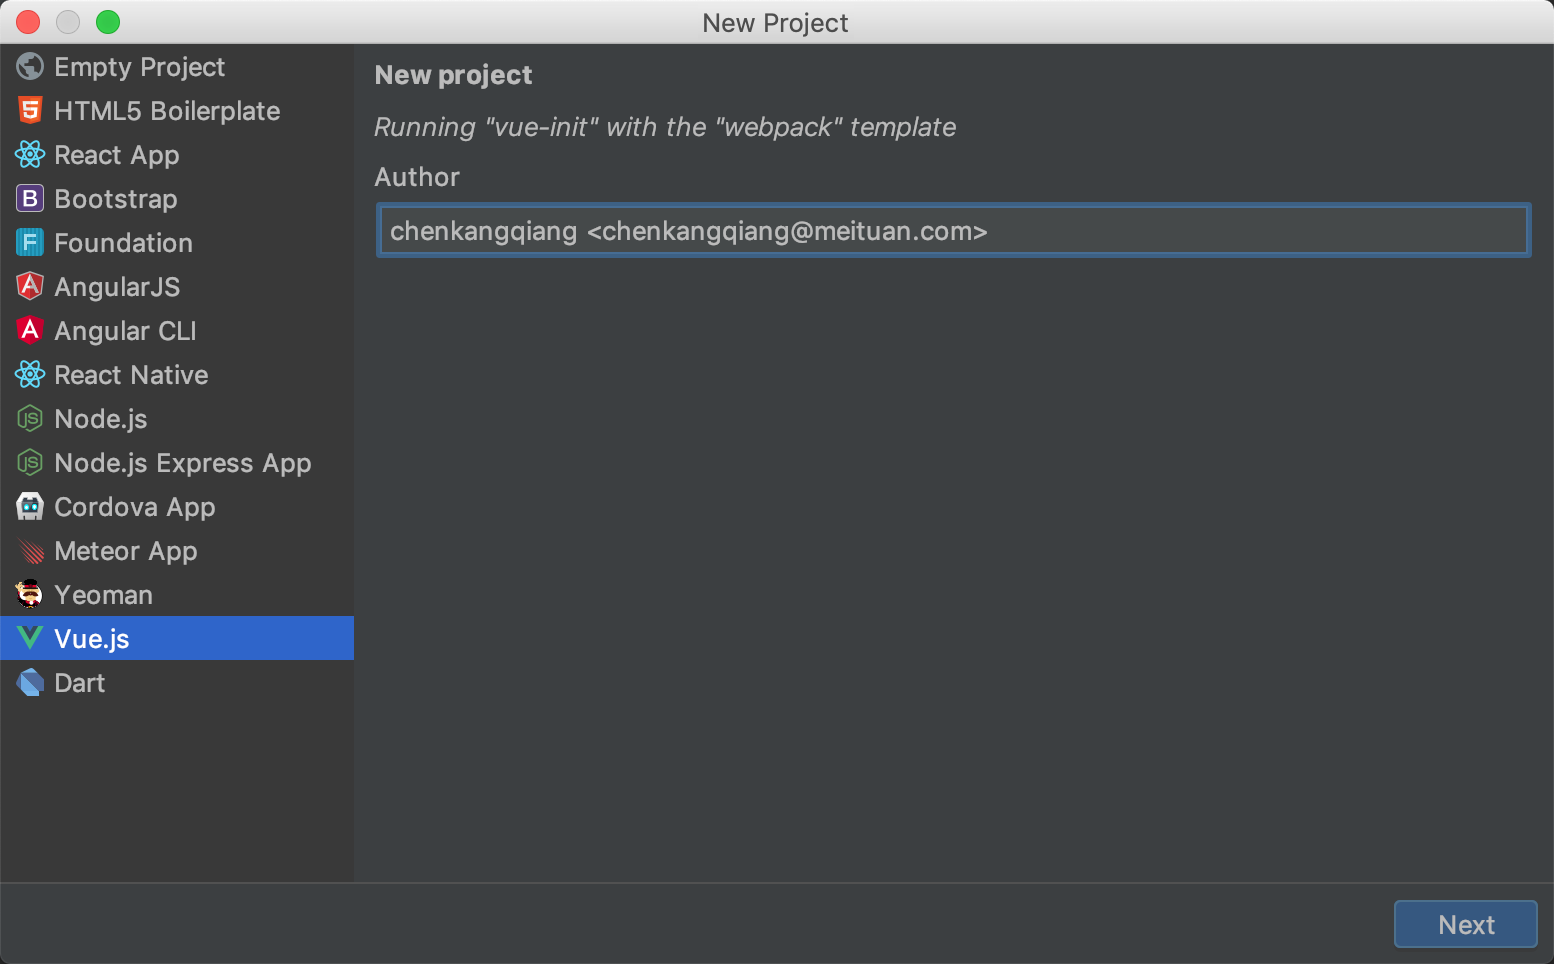 New Project
Empty Project
HTML5 Boilerplate
React App
Bootstrap
Foundation
AngularJS
Angular CLI
React Native
Node.js
Node.js Express App
Cordova App
Meteor App
Yeoman
Vue.js
Dart
New project
Running "vue-init" with the "webpack" template
Author
chenkangqiang <chenkangqiang@meituan.com>
Next